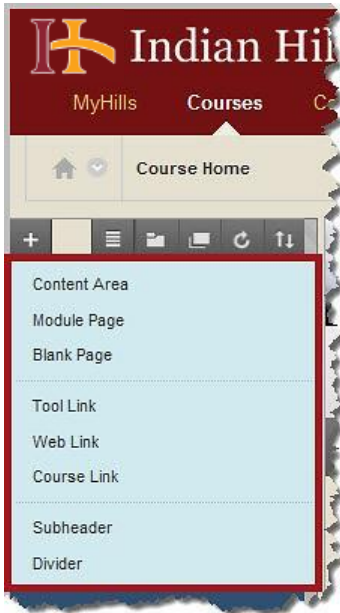 Indian Hil
MyHills Courses
Course Home
Content Area
Module Page
Blank Page
Tool Link
Web Link
Course Link
Subheader
Divider